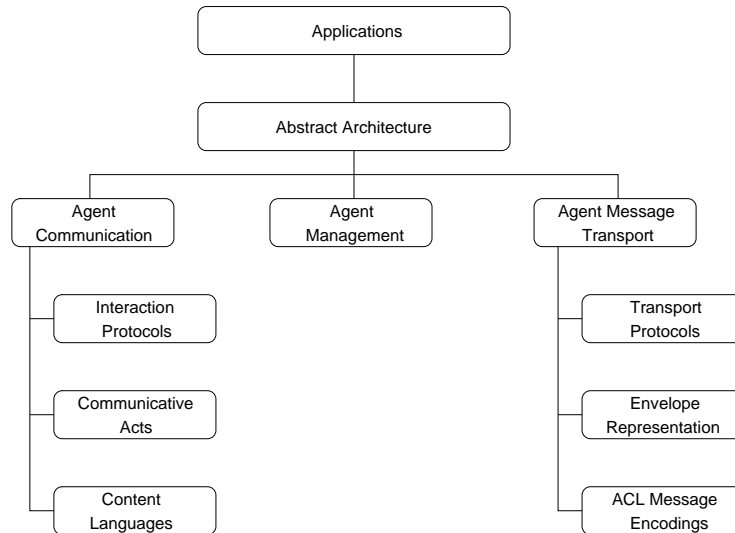 Applications
Abstract Architecture
Agent
Communication
Agent
Management
Agent Message
Transport
Interaction
Protocols
Transport
Protocols
Communicative
Acts
Envelope
Representation
Content
Languages
ACL Message
Encodings